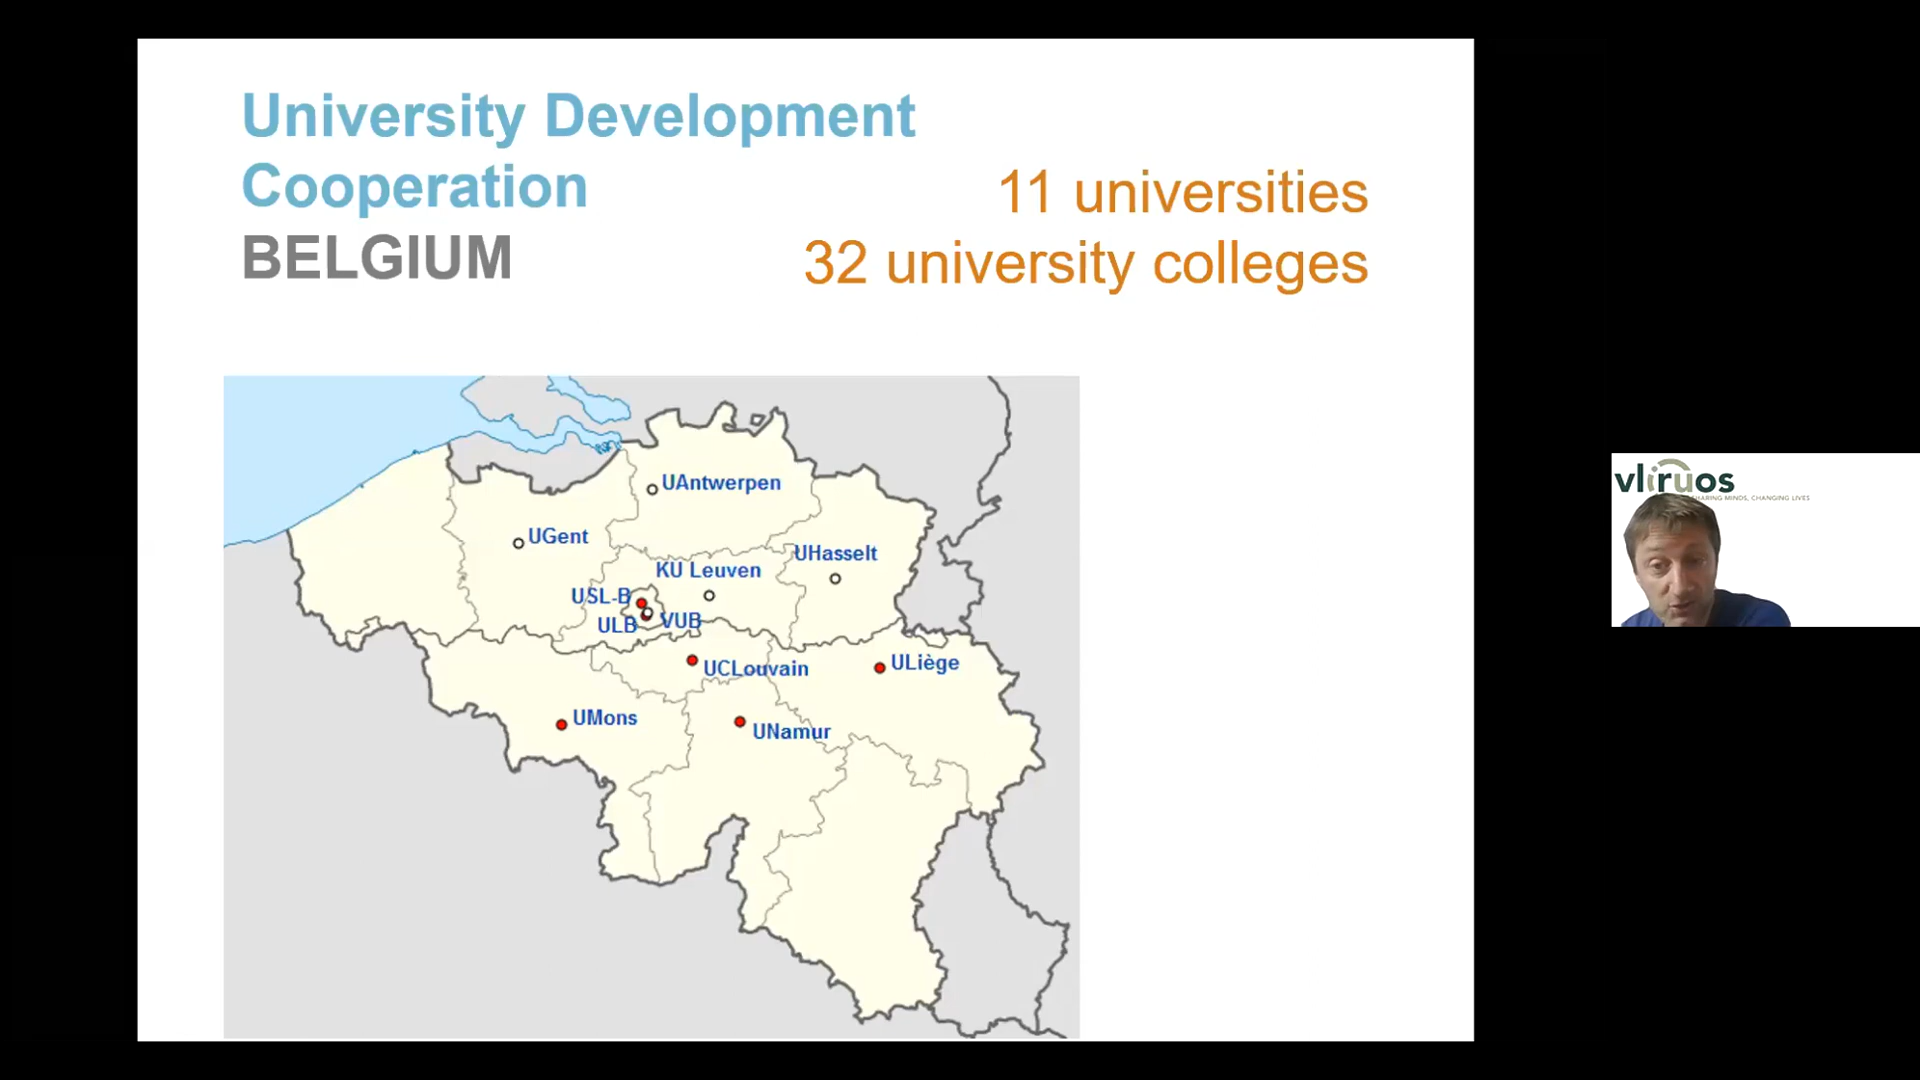 University Development
Cooperation
BELGIUM
11 universities
32 university colleges
UAntwerpen
UGent
UHasselt
KU Leuven
USL-B
ULB
VUB
UCLouvain
ULiège
UMons
UNamur
vliruos
SHARING MINDS, CHANGING LIVES